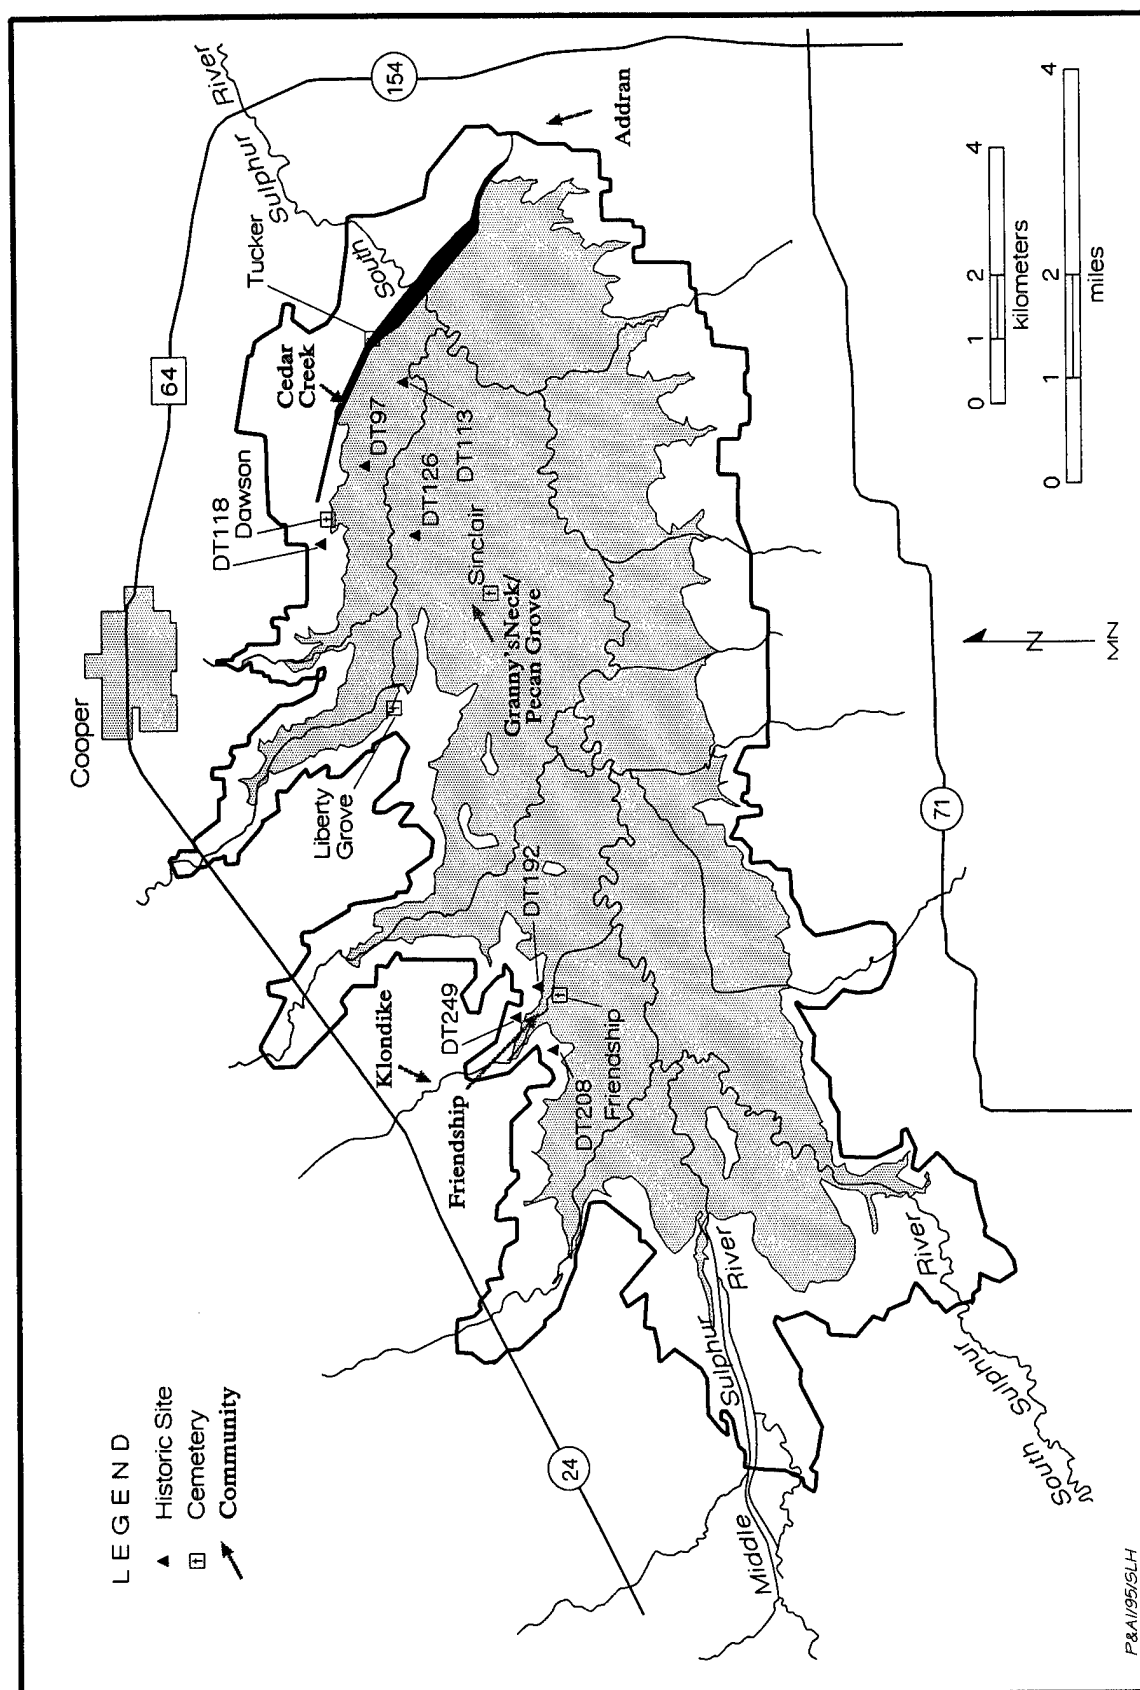 LEGEND
Historic Site
Cemetery
Community
Cooper
64
154
24
71
DT118
Dawson
Cedar
Creek
Tucker
South
Sulphur
River
Addran
DT97
DT126
DT113
Sinclair
Granny'sNeck/
Pecan Grove
Liberty
Grove
Klondike
DT249
DT192
Friendship
DT208
Friendship
Middle
Sulphur
River
South
Sulphur
River
N
MN
0 1 2 4
kilometers
0 1 2 4
miles
P&AI/95/SLH